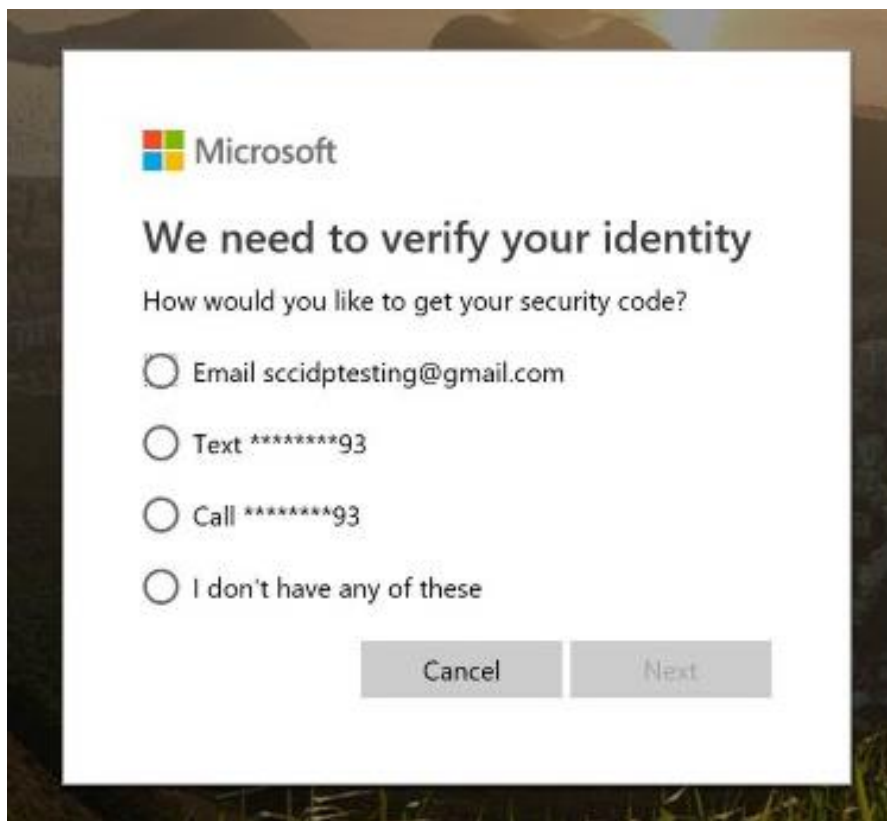 Microsoft
We need to verify your identity
How would you like to get your security code?
Email sccidptesting@gmail.com
Text ********93
Call ********93
I don't have any of these
Cancel
Next